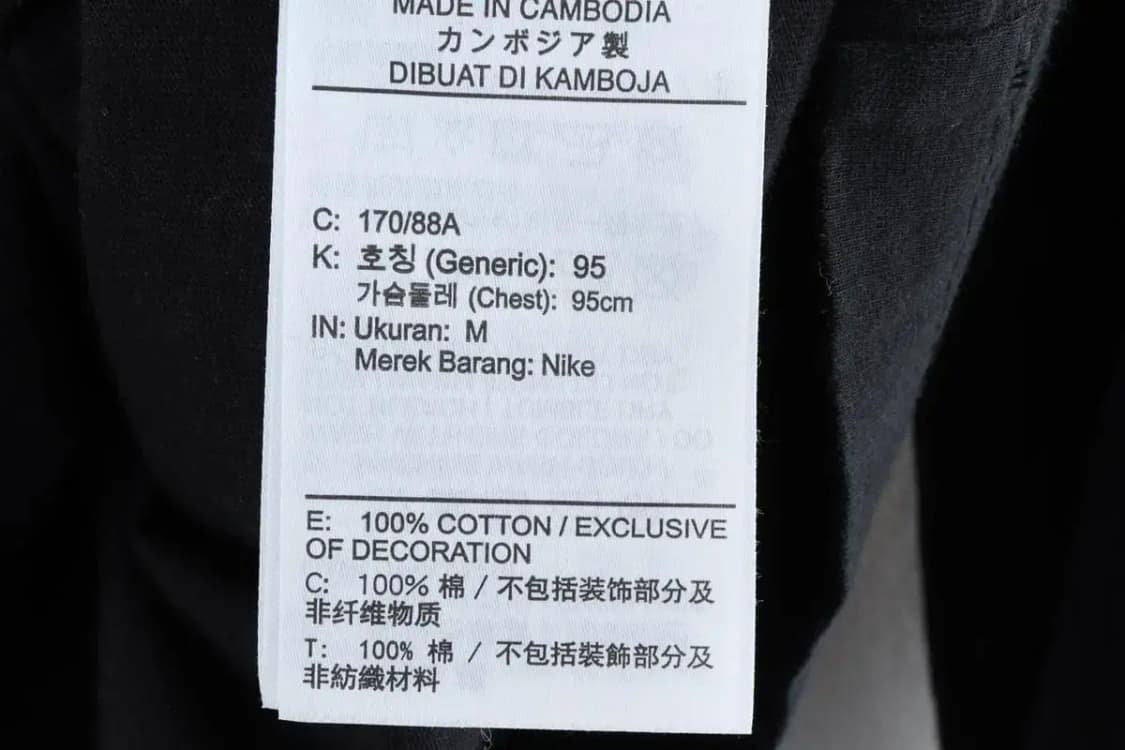 MADE IN CAMBODIA
カンボジア製
DIBUAT DI KAMBOJA
C: 170/88A
K: 호칭 (Generic): 95
가슴둘레 (Chest): 95cm
IN: Ukuran: M
Merek Barang: Nike
E: 100% COTTON / EXCLUSIVE
OF DECORATION
C: 100% 棉 / 不包括装饰部分及
非纤维物质
T: 100% 棉 / 不包括裝飾部分及
非紡織材料